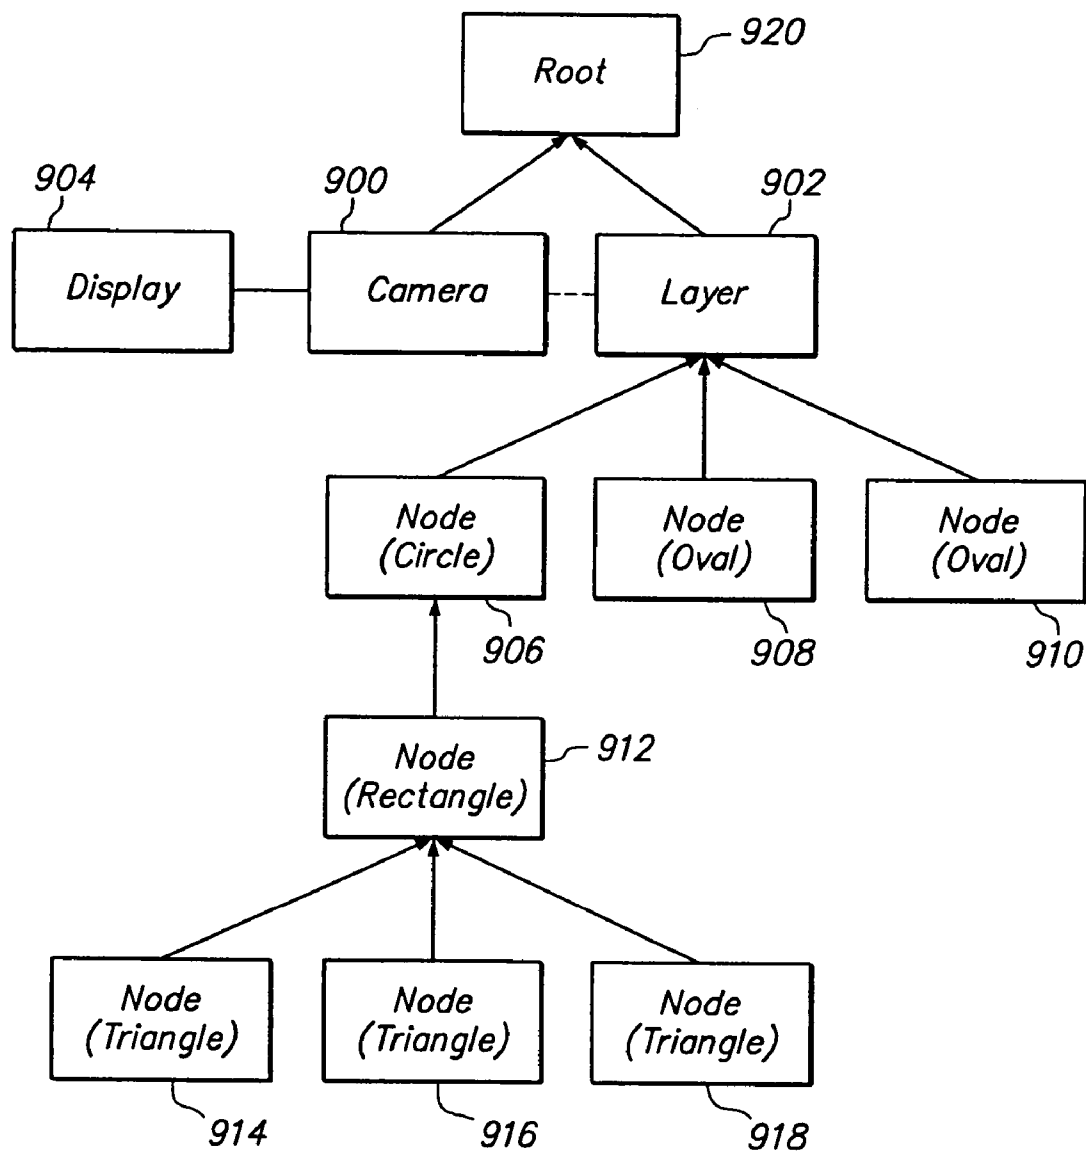 920
Root
904
900
902
Display
Camera
Layer
Node
(Circle)
Node
(Oval)
Node
(Oval)
906
908
910
Node
(Rectangle)
912
Node
(Triangle)
Node
(Triangle)
Node
(Triangle)
914
916
918